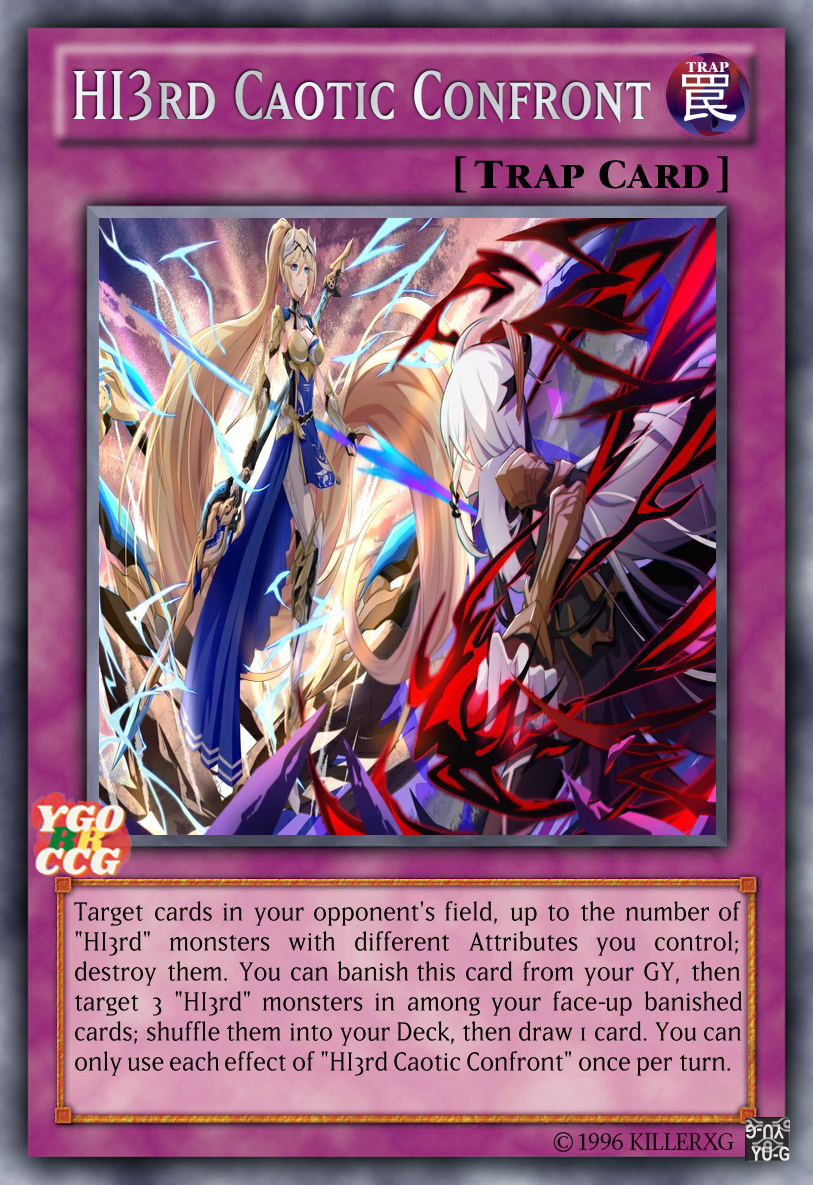 HI3rd Caotic Confront
TRAP
罠
[Trap Card]
YGO
BR
CCG
Target cards in your opponent's field, up to the number of
"HI3rd" monsters with different Attributes you control;
destroy them. You can banish this card from your GY, then
target 3 "HI3rd" monsters in among your face-up banished
cards; shuffle them into your Deck, then draw 1 card. You can
only use each effect of "HI3rd Caotic Confront" once per turn.
© 1996 KILLERXG
YU-G
YU-G